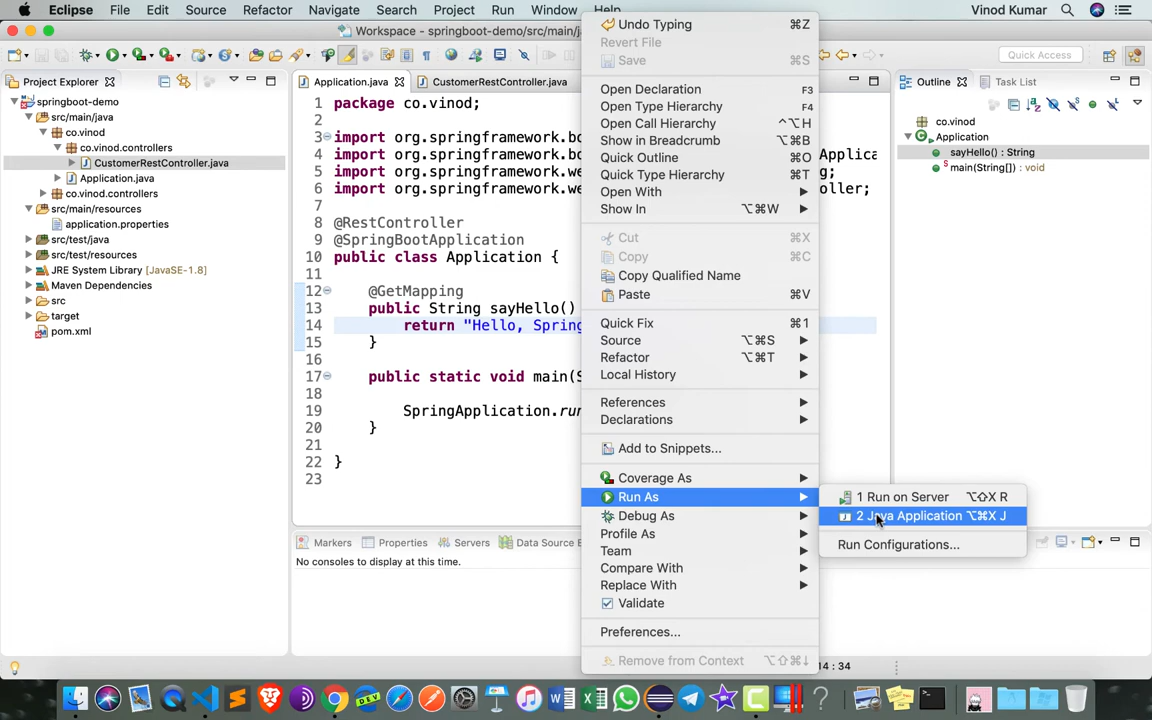 Eclipse File Edit Source Refactor Navigate Search Project Run Window Help Vinod Kumar
Workspace - springboot-demo/src/main/j
Quick Access
Project Explorer
springboot-demo
src/main/java
co.vinod
co.vinod.controllers
CustomerRestController.java
Application.java
co.vinod.controllers
src/main/resources
application.properties
src/test/java
src/test/resources
JRE System Library [JavaSE-1.8]
Maven Dependencies
src
target
pom.xml
Application.java CustomerRestController.java
1 package co.vinod;
2
3 import org.springframework.bo
4 import org.springframework.bo Applica
5 import org.springframework.we ng;
6 import org.springframework.we ller;
7
8 @RestController
9 @SpringBootApplication
10 public class Application {
11
12 @GetMapping
13 public String sayHello()
14 return "Hello, Spring
15 }
16
17 public static void main(S
18
19 SpringApplication.run
20 }
21
22 }
23
Undo Typing ⌘Z
Revert File
Save ⌘S
Open Declaration F3
Open Type Hierarchy F4
Open Call Hierarchy ^⌥H
Show in Breadcrumb ⌥⌘B
Quick Outline ⌘O
Quick Type Hierarchy ⌘T
Open With
Show In ⌥⌘W
Cut ⌘X
Copy ⌘C
Copy Qualified Name
Paste ⌘V
Quick Fix ⌘1
Source ⌥⌘S
Refactor ⌥⌘T
Local History
References
Declarations
Add to Snippets...
Coverage As
Run As
Debug As
Profile As
Team
Compare With
Replace With
Validate
Preferences...
Remove from Context ⌥⇧⌘↓
1 Run on Server ⌥⇧X R
2 Java Application ⌥⌘X J
Run Configurations...
Outline Task List
co.vinod
Application
sayHello() : String
main(String[]) : void
Markers Properties Servers Data Source
No consoles to display at this time.
14 : 34